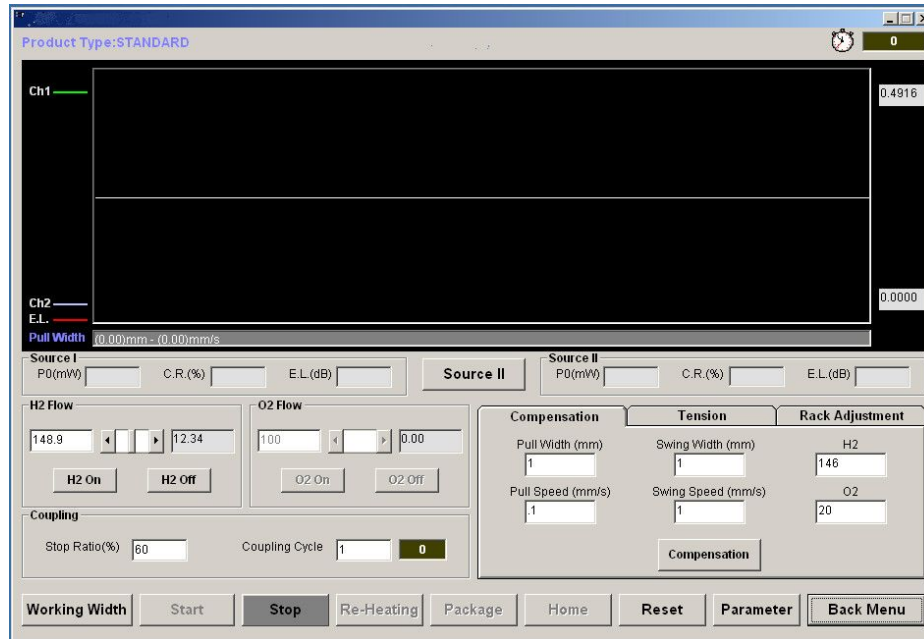 Product Type:STANDARD
0
Ch1
0.4916
Ch2
0.0000
E.L.
Pull Width (0.00)mm - (0.00)mm/s
Source I
P0(mW) C.R.(%) E.L.(dB)
Source II
Source II
P0(mW) C.R.(%) E.L.(dB)
H2 Flow
148.9 12.34
H2 On H2 Off
O2 Flow
100 0.00
O2 On O2 Off
Coupling
Stop Ratio(%) 60 Coupling Cycle 1 0
Compensation Tension Rack Adjustment
Pull Width (mm) Swing Width (mm) H2
1 1 146
Pull Speed (mm/s) Swing Speed (mm/s) O2
.1 1 20
Compensation
Working Width Start Stop Re-Heating Package Home Reset Parameter Back Menu